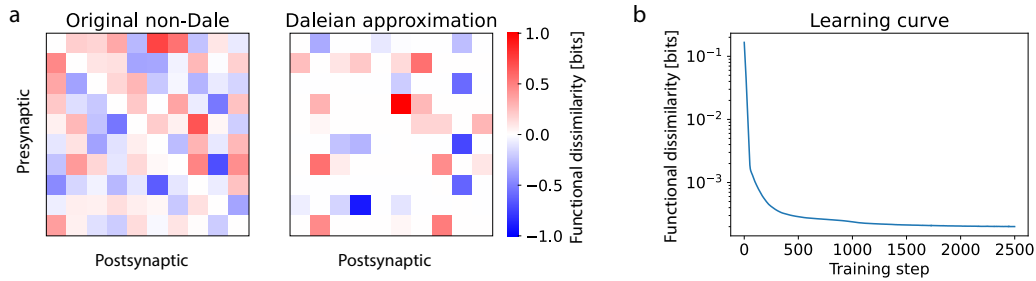 a
Original non-Dale
Daleian approximation
Presynaptic
Postsynaptic
Postsynaptic
1.0
0.5
0.0
−0.5
−1.0
Functional dissimilarity [bits]
b
Learning curve
Functional dissimilarity [bits]
10⁻¹
10⁻²
10⁻³
0 500 1000 1500 2000 2500
Training step